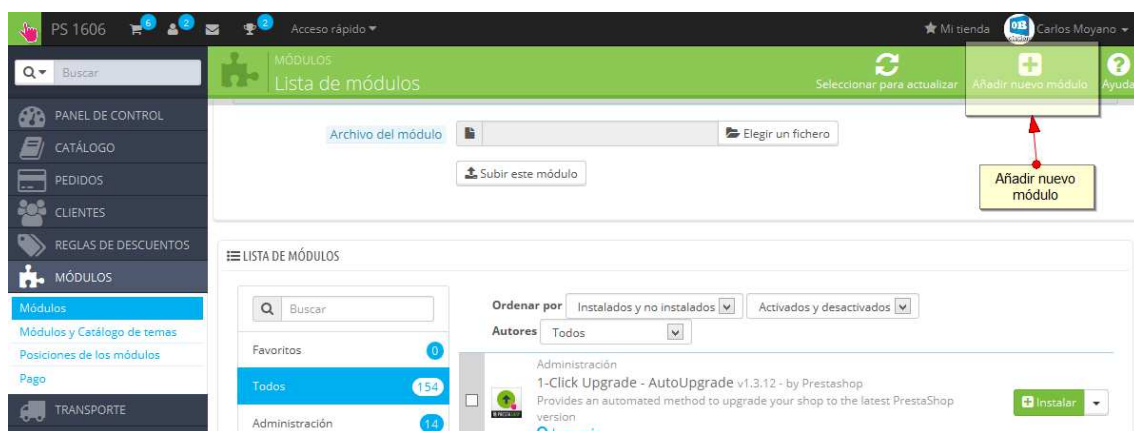 PS 1606
6
2
2
Acceso rápido
Mi tienda
Carlos Moyano
Buscar
MÓDULOS
Lista de módulos
Seleccionar para actualizar
Añadir nuevo módulo
Ayuda
PANEL DE CONTROL
CATÁLOGO
PEDIDOS
CLIENTES
REGLAS DE DESCUENTOS
MÓDULOS
Módulos
Módulos y Catálogo de temas
Posiciones de los módulos
Pago
TRANSPORTE
Archivo del módulo
Elegir un fichero
Subir este módulo
Añadir nuevo
módulo
LISTA DE MÓDULOS
Buscar
Favoritos 0
Todos 154
Administración 14
Ordenar por Instalados y no instalados Activados y desactivados
Autores Todos
Administración
1-Click Upgrade - AutoUpgrade v1.3.12 - by Prestashop
Provides an automated method to upgrade your shop to the latest PrestaShop
version
Instalar